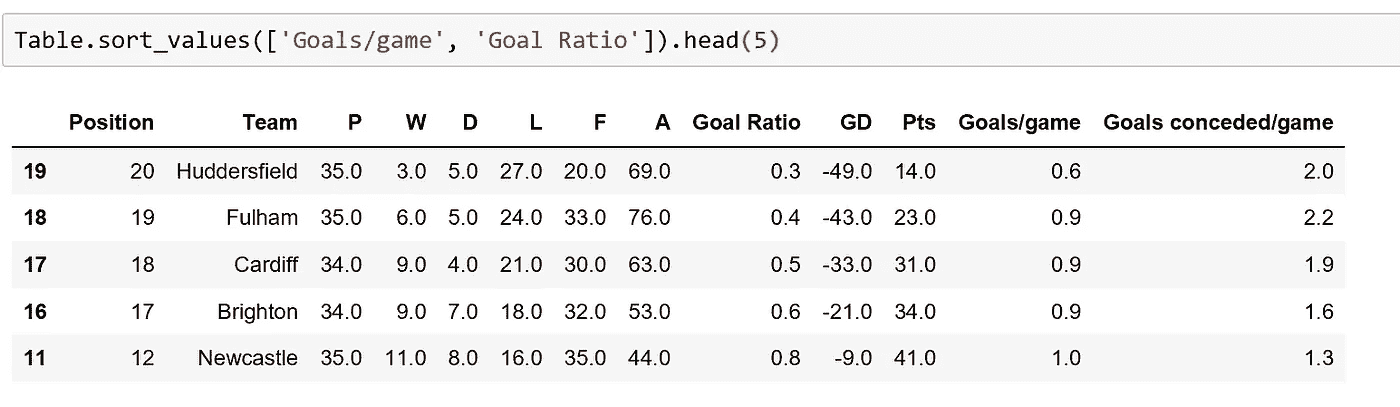 Table.sort_values(['Goals/game', 'Goal Ratio']).head(5)
Position Team P W D L F A Goal Ratio GD Pts Goals/game Goals conceded/game
19 20 Huddersfield 35.0 3.0 5.0 27.0 20.0 69.0 0.3 -49.0 14.0 0.6 2.0
18 19 Fulham 35.0 6.0 5.0 24.0 33.0 76.0 0.4 -43.0 23.0 0.9 2.2
17 18 Cardiff 34.0 9.0 4.0 21.0 30.0 63.0 0.5 -33.0 31.0 0.9 1.9
16 17 Brighton 34.0 9.0 7.0 18.0 32.0 53.0 0.6 -21.0 34.0 0.9 1.6
11 12 Newcastle 35.0 11.0 8.0 16.0 35.0 44.0 0.8 -9.0 41.0 1.0 1.3